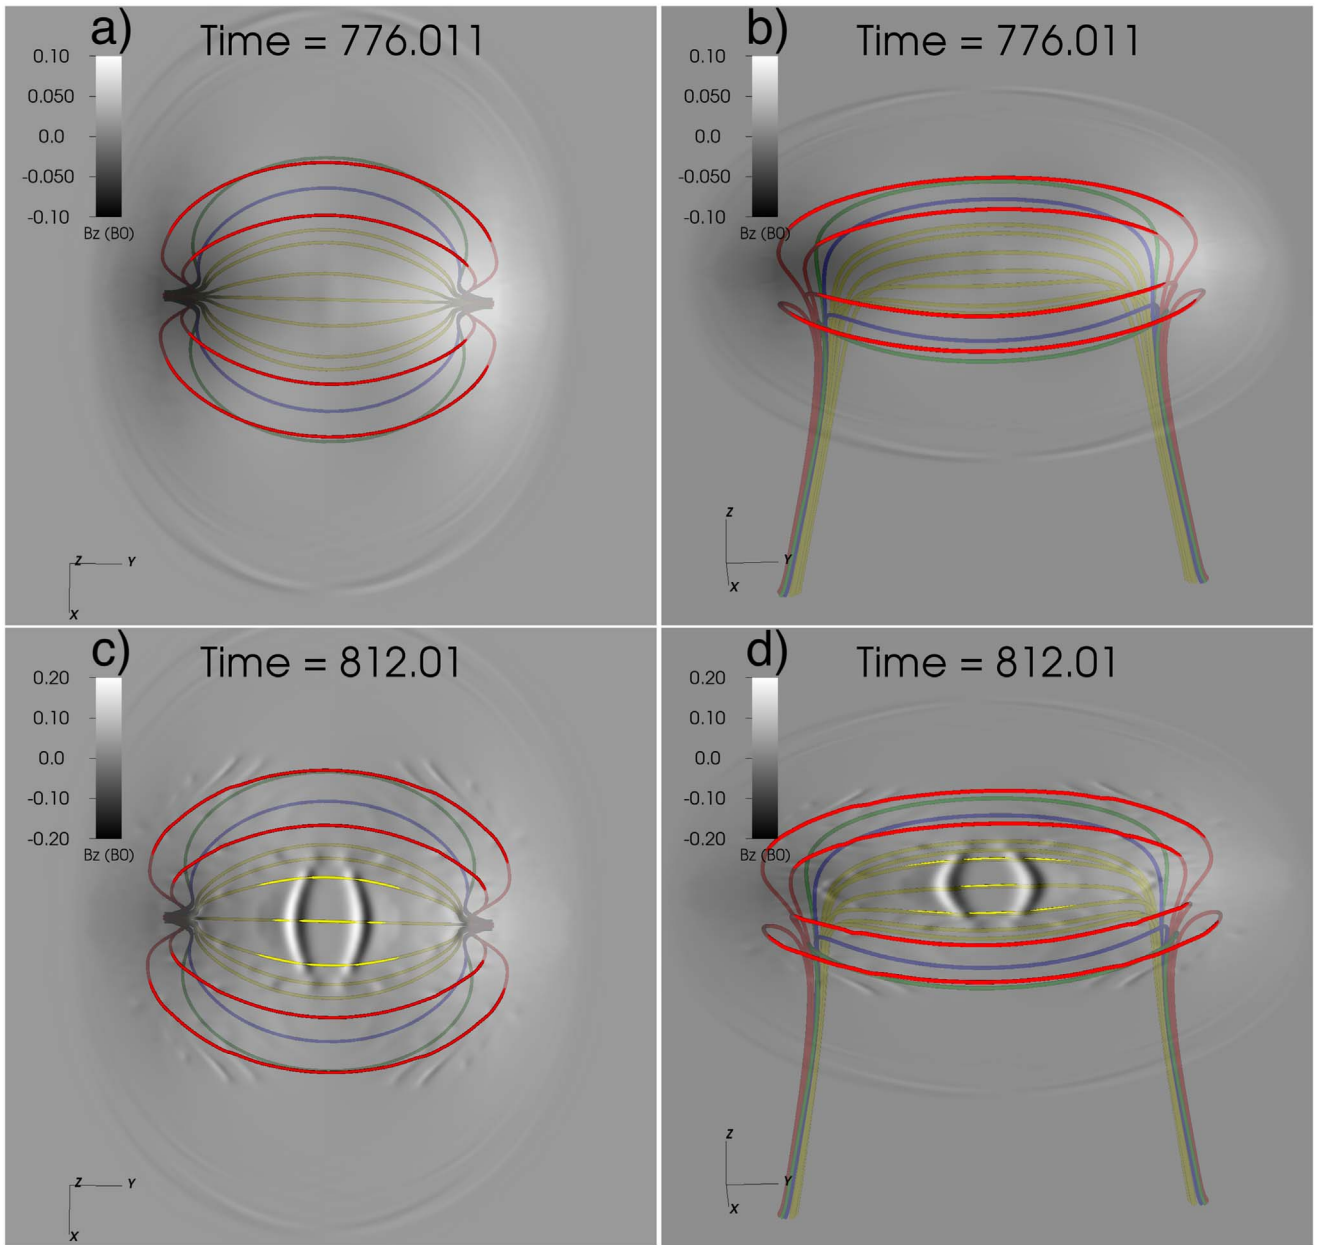 a)
Time = 776.011
0.10
0.050
0.0
-0.050
-0.10
Bz (B0)
Z
Y
X
b)
Time = 776.011
0.10
0.050
0.0
-0.050
-0.10
Bz (B0)
Z
Y
X
c)
Time = 812.01
0.20
0.10
0.0
-0.10
-0.20
Bz (B0)
Z
Y
X
d)
Time = 812.01
0.20
0.10
0.0
-0.10
-0.20
Bz (B0)
Z
Y
X